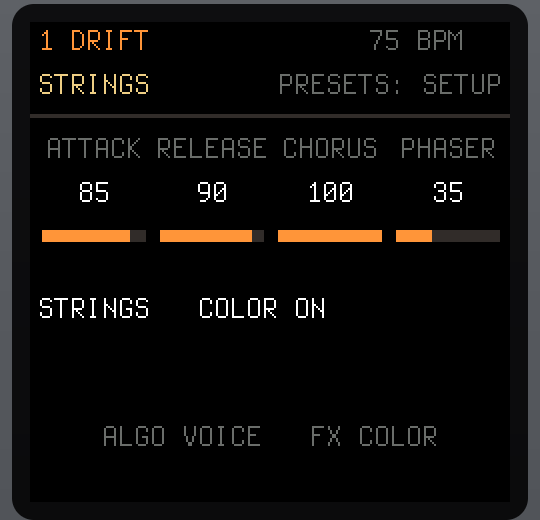 1 DRIFT 75 BPM
STRINGS PRESETS: SETUP
ATTACK RELEASE CHORUS PHASER
85 90 100 35
STRINGS COLOR ON
ALGO VOICE FX COLOR